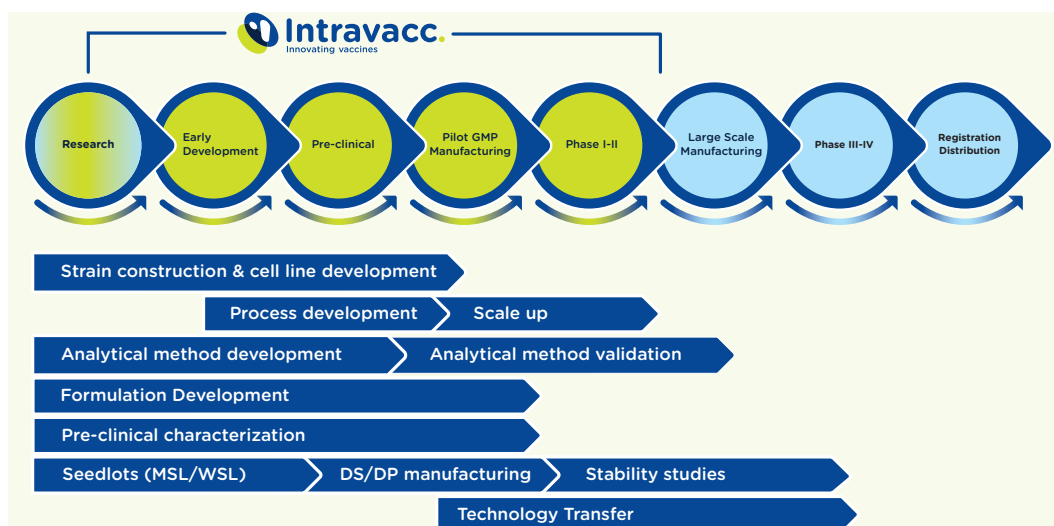 Intravacc.
Innovating vaccines
Research
Early
Development
Pre-clinical
Pilot GMP
Manufacturing
Phase I-II
Large Scale
Manufacturing
Phase III-IV
Registration
Distribution
Strain construction & cell line development
Process development
Scale up
Analytical method development
Analytical method validation
Formulation Development
Pre-clinical characterization
Seedlots (MSL/WSL)
DS/DP manufacturing
Stability studies
Technology Transfer